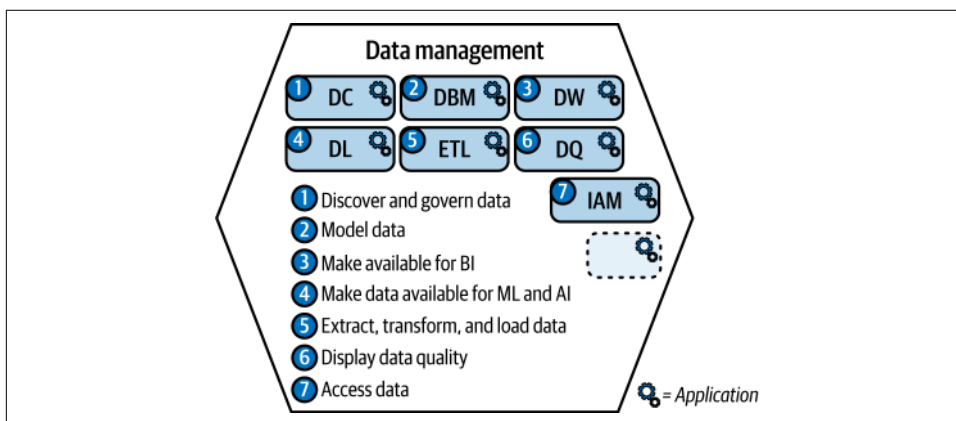 Data management
1 DC 2 DBM 3 DW
4 DL 5 ETL 6 DQ
7 IAM
1 Discover and govern data
2 Model data
3 Make available for BI
4 Make data available for ML and AI
5 Extract, transform, and load data
6 Display data quality
7 Access data
= Application